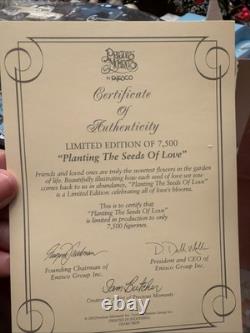 Precious Moments
by ENESCO
Certificate
Of
Authenticity
LIMITED EDITION OF 7,500
"Planting The Seeds Of Love"
Friends and loved ones are truly the sweetest flowers in the garden
of life. Beautifully illustrating how each seed of love we sow
comes back to us in abundance, "Planting The Seeds Of Love"
is a Limited Edition celebrating all of love's blooms.
This is to certify that
"Planting The Seeds Of Love"
is limited in production to only
7,500 figurines.
Founding Chairman of
Enesco Group Inc.
President and CEO of
Enesco Group Inc.
Sam Butcher
Precious Moments